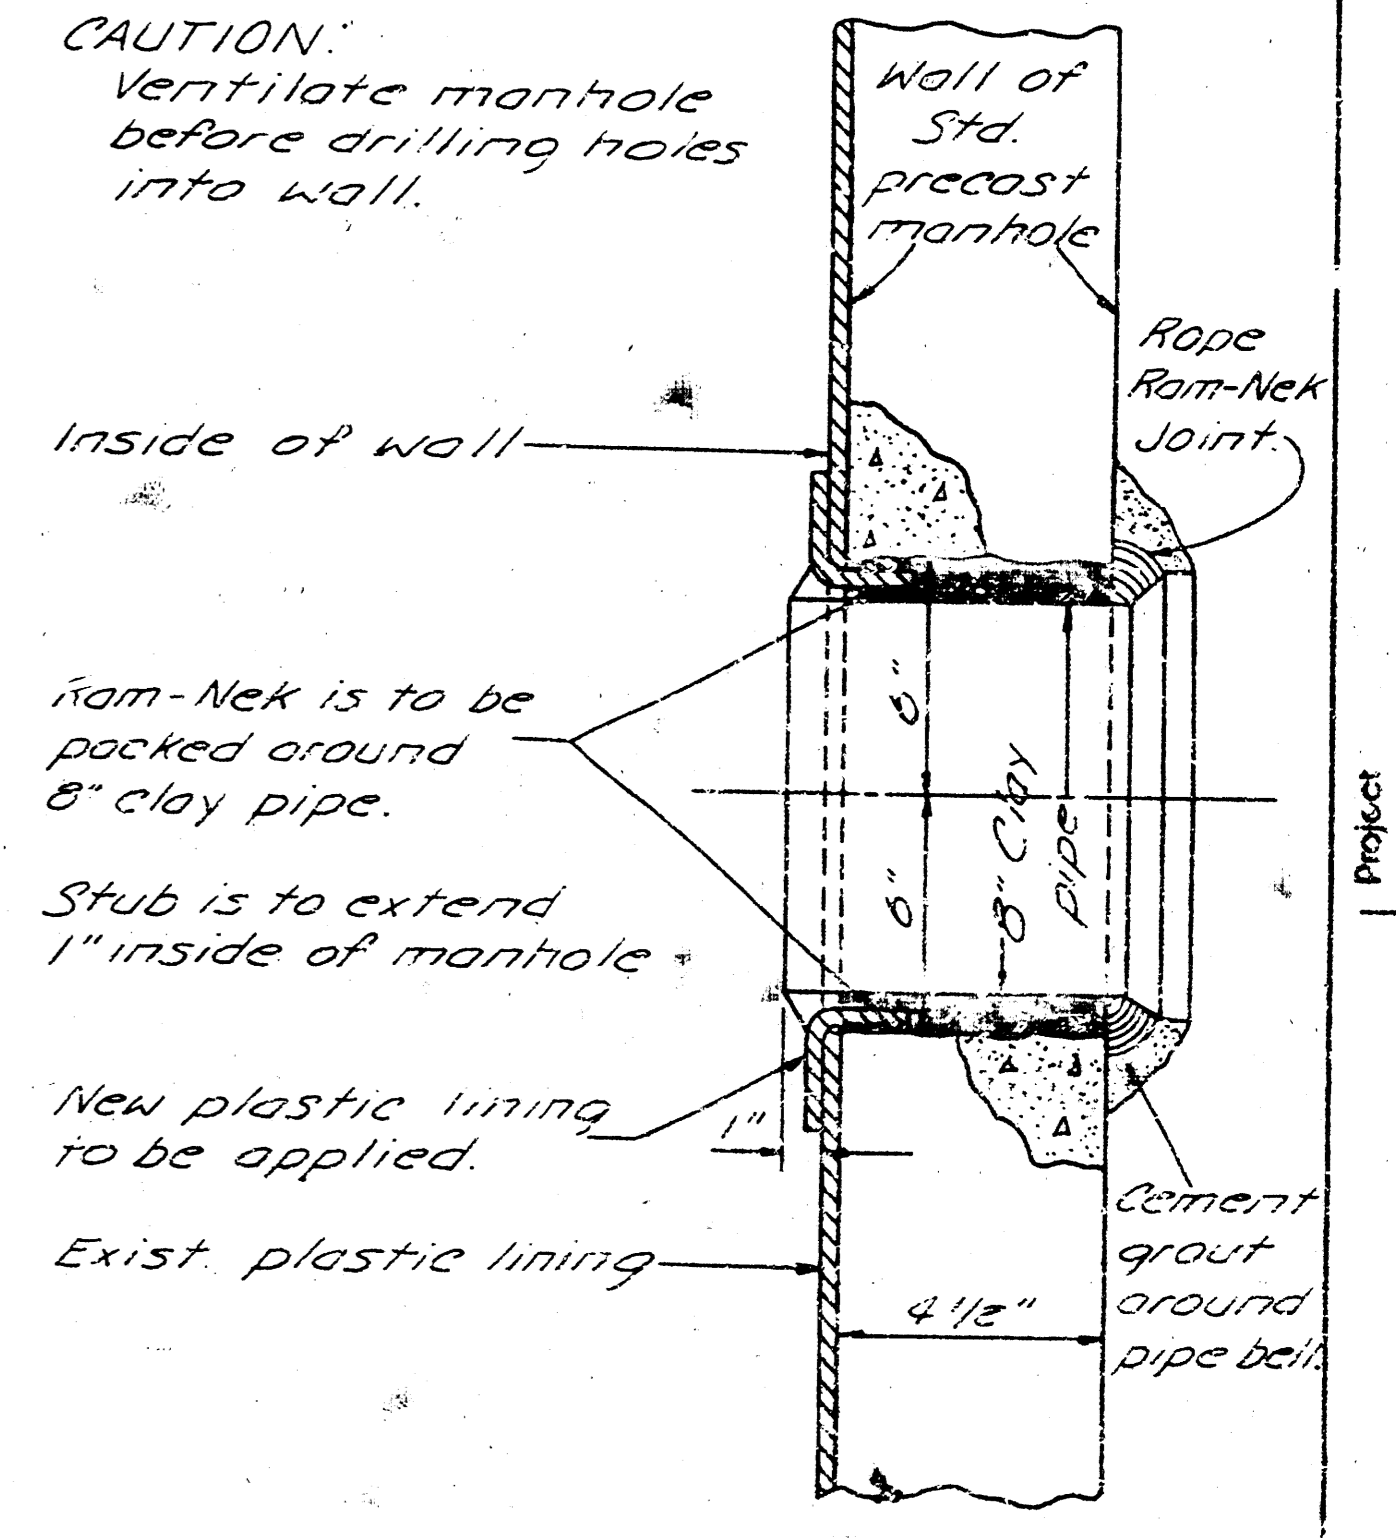 CAUTION:
Ventilate manhole
before drilling holes
into wall.
Wall of
Std.
precast
manhole
Rope
Ram-Nek
Joint.
Inside of wall
Ram-Nek is to be
packed around
8" clay pipe.
Stub is to extend
1" inside of manhole
8" Clay
pipe
New plastic lining
to be applied.
1"
Exist. plastic lining
4 1/2"
Cement
grout
around
pipe bell.
Project